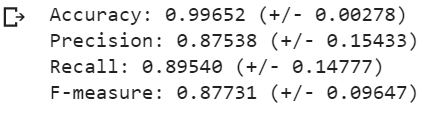 Accuracy: 0.99652 (+/- 0.00278)
Precision: 0.87538 (+/- 0.15433)
Recall: 0.89540 (+/- 0.14777)
F-measure: 0.87731 (+/- 0.09647)